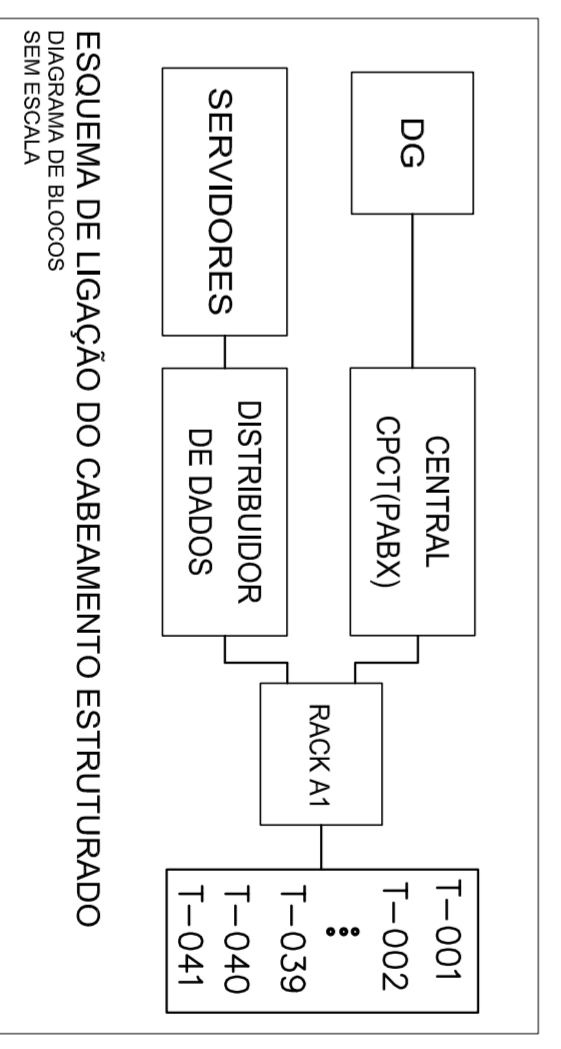 DG
CENTRAL
CPCT(PABX)
SERVIDORES
DISTRIBUIDOR
DE DADOS
RACK A1
T-001
T-002
T-039
T-040
T-041
ESQUEMA DE LIGAÇÃO DO CABEAMENTO ESTRUTURADO
DIAGRAMA DE BLOCOS
SEM ESCALA